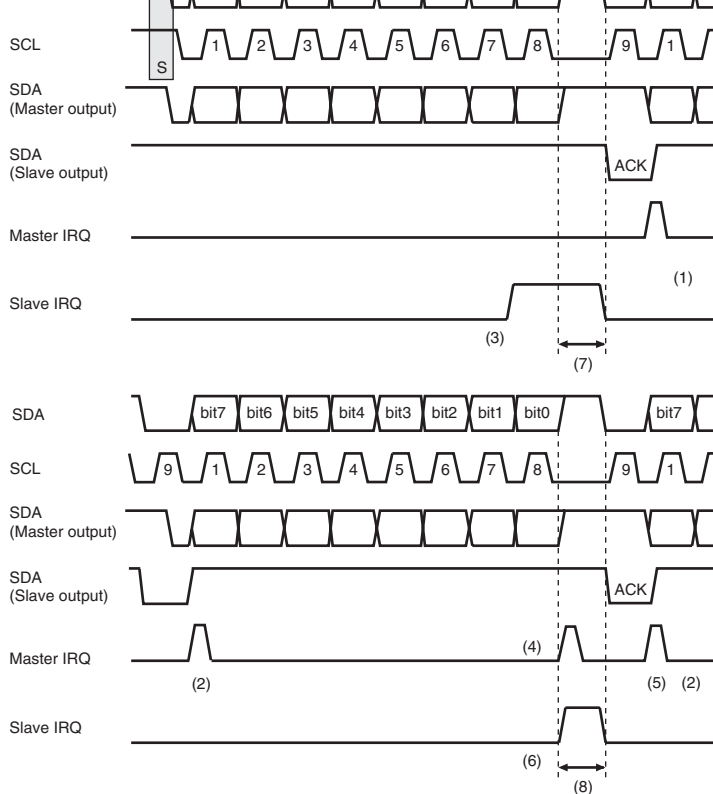 SCL 1 2 3 4 5 6 7 8 9 1
S
SDA
(Master output)
SDA
(Slave output) ACK
Master IRQ
(1)
Slave IRQ
(3)
(7)
SDA bit7 bit6 bit5 bit4 bit3 bit2 bit1 bit0 bit7
SCL 9 1 2 3 4 5 6 7 8 9 1
SDA
(Master output)
SDA
(Slave output) ACK
(4)
Master IRQ
(2) (5) (2)
Slave IRQ
(6)
(8)